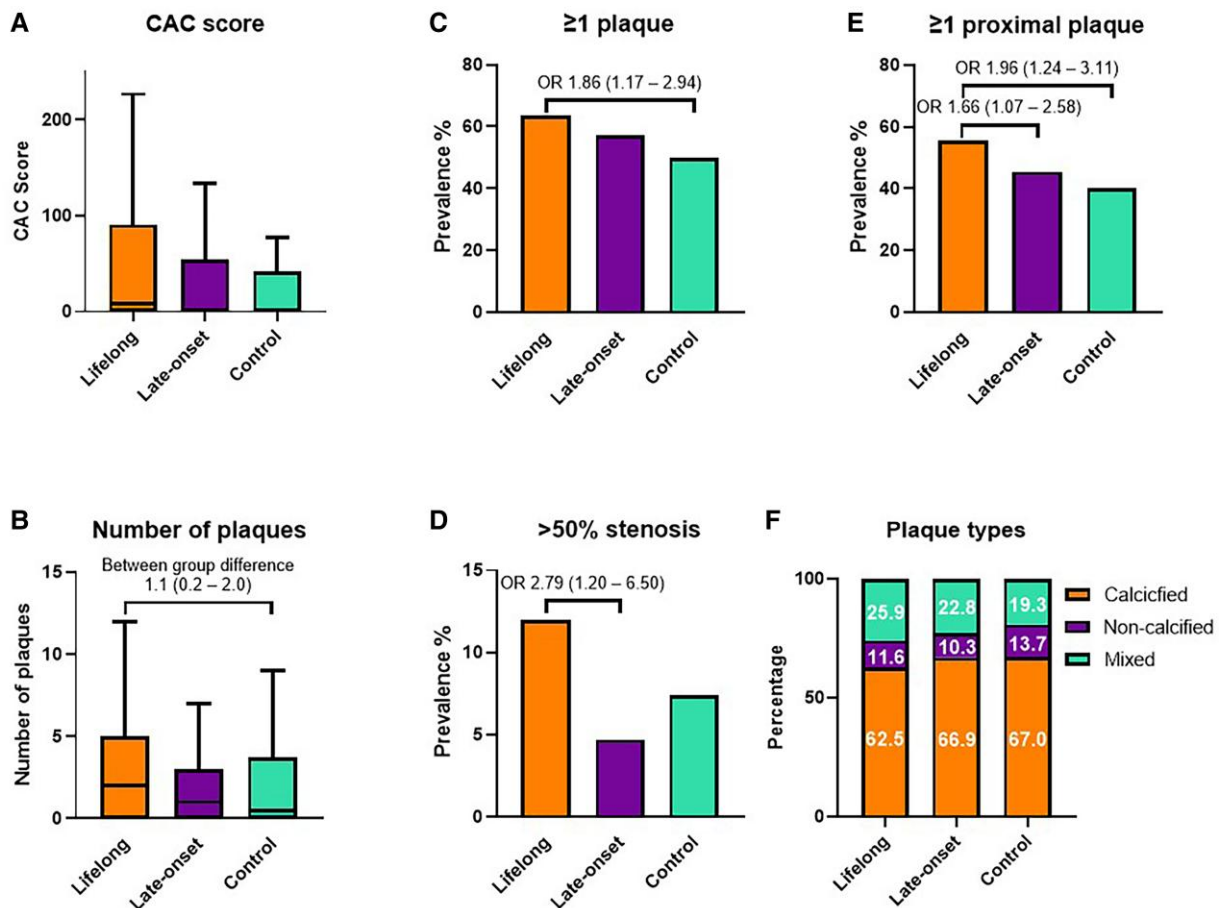 A
CAC score
CAC Score
200
100
0
Lifelong
Late-onset
Control
B
Number of plaques
Between group difference
1.1 (0.2 – 2.0)
Number of plaques
15
10
5
0
Lifelong
Late-onset
Control
C
≥1 plaque
OR 1.86 (1.17 – 2.94)
Prevalence %
80
60
40
20
0
Lifelong
Late-onset
Control
D
>50% stenosis
OR 2.79 (1.20 – 6.50)
Prevalence %
15
10
5
0
Lifelong
Late-onset
Control
E
≥1 proximal plaque
OR 1.96 (1.24 – 3.11)
OR 1.66 (1.07 – 2.58)
Prevalence %
80
60
40
20
0
Lifelong
Late-onset
Control
F
Plaque types
Percentage
100
50
0
25.9 22.8 19.3
11.6 10.3 13.7
62.5 66.9 67.0
Lifelong
Late-onset
Control
Calcicfied
Non-calcified
Mixed